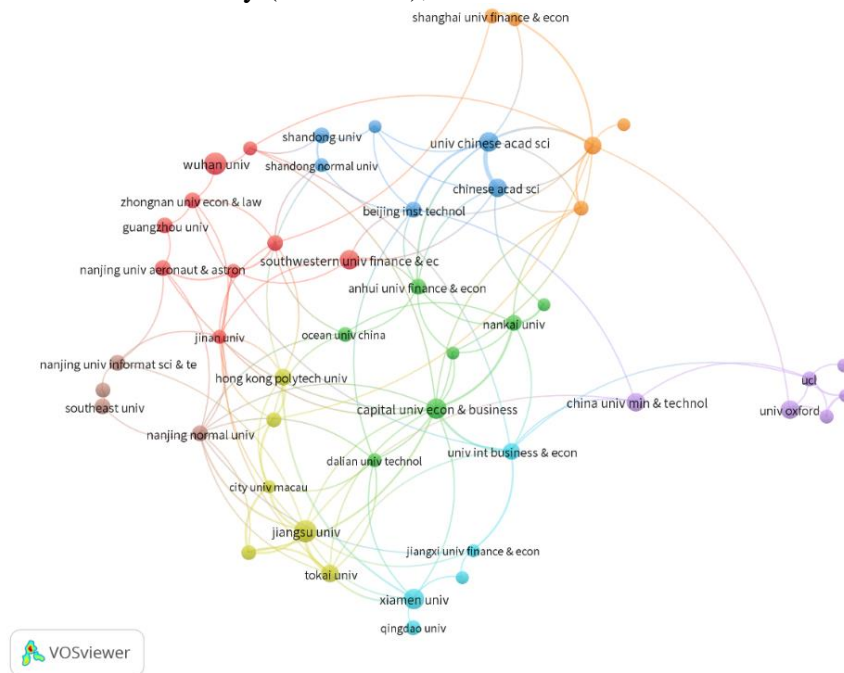 shanghai univ finance & econ
shandong univ
univ chinese acad sci
wuhan univ
shandong normal univ
chinese acad sci
zhongnan univ econ & law
beijing inst technol
guangzhou univ
southwestern univ finance & ec
nanjing univ aeronaut & astron
anhui univ finance & econ
nankai univ
jinan univ
ocean univ china
nanjing univ informat sci & te
hong kong polytech univ
ucl
southeast univ
capital univ econ & business
china univ min & technol
univ oxford
nanjing normal univ
univ int business & econ
dalian univ technol
city univ macau
jiangsu univ
jiangxi univ finance & econ
tokai univ
xiamen univ
qingdao univ
VOSviewer